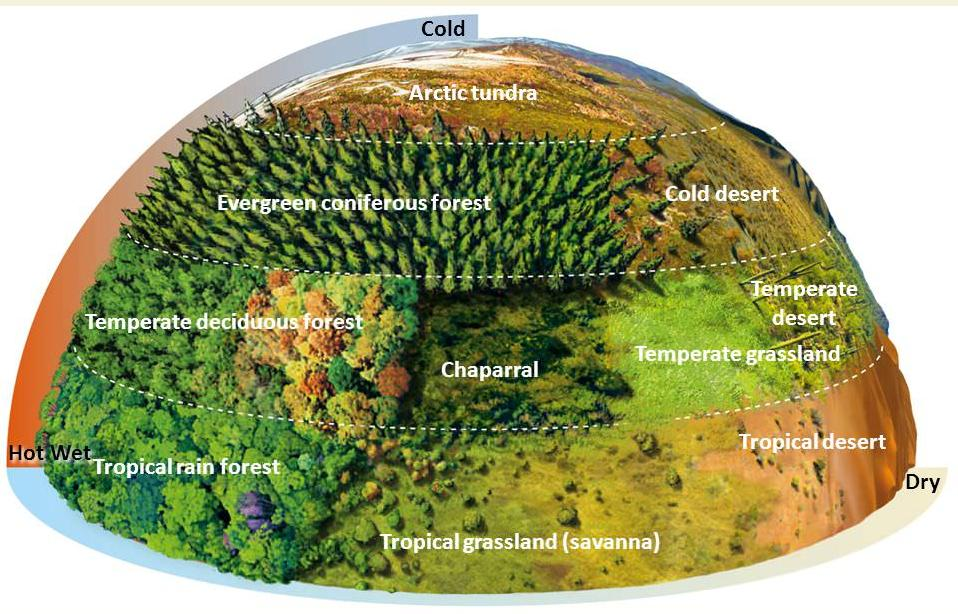 Cold
Arctic tundra
Evergreen coniferous forest
Cold desert
Temperate
desert
Temperate deciduous forest
Temperate grassland
Chaparral
Tropical desert
Hot Wet
Tropical rain forest
Dry
Tropical grassland (savanna)